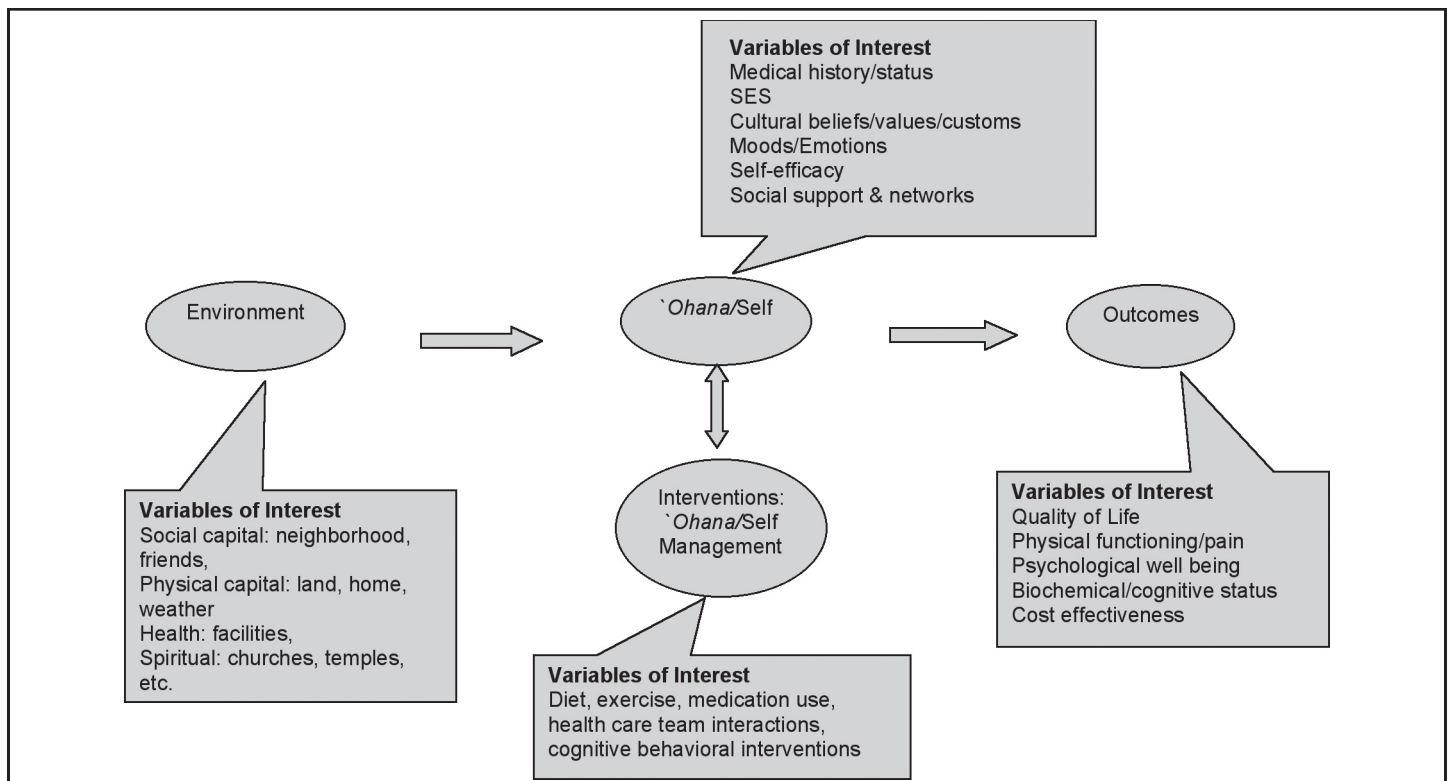 Variables of Interest
Medical history/status
SES
Cultural beliefs/values/customs
Moods/Emotions
Self-efficacy
Social support & networks
Environment
`Ohana/Self
Outcomes
Variables of Interest
Social capital: neighborhood,
friends,
Physical capital: land, home,
weather
Health: facilities,
Spiritual: churches, temples,
etc.
Interventions:
`Ohana/Self
Management
Variables of Interest
Diet, exercise, medication use,
health care team interactions,
cognitive behavioral interventions
Variables of Interest
Quality of Life
Physical functioning/pain
Psychological well being
Biochemical/cognitive status
Cost effectiveness